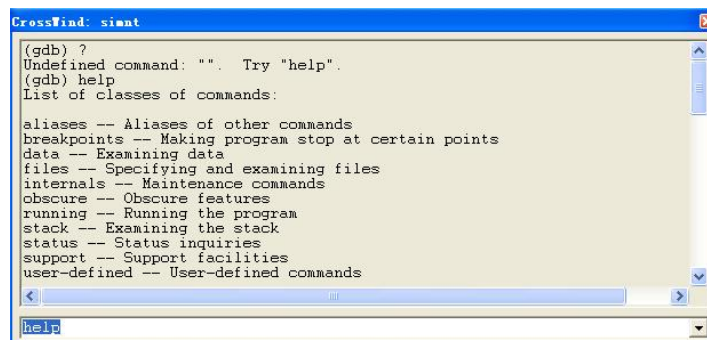 CrossWind: simnt
(gdb) ?
Undefined command: "".  Try "help".
(gdb) help
List of classes of commands:

aliases -- Aliases of other commands
breakpoints -- Making program stop at certain points
data -- Examining data
files -- Specifying and examining files
internals -- Maintenance commands
obscure -- Obscure features
running -- Running the program
stack -- Examining the stack
status -- Status inquiries
support -- Support facilities
user-defined -- User-defined commands
help